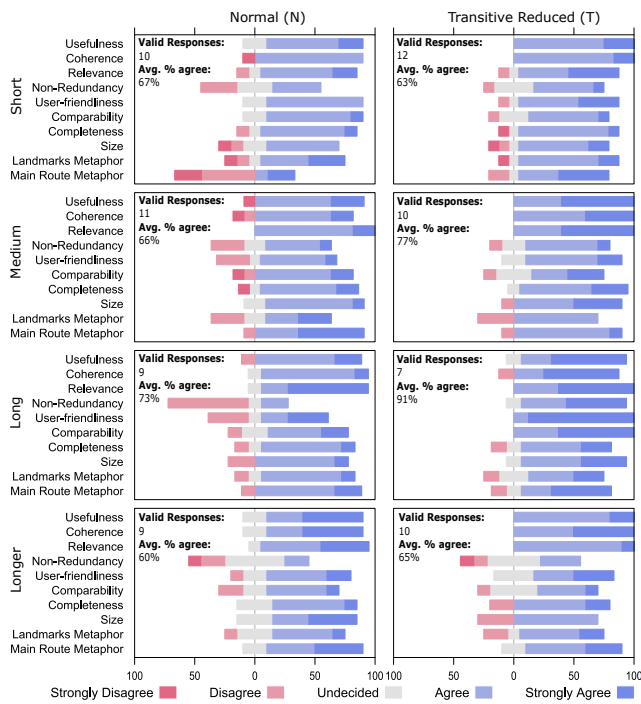 Normal (N)
Transitive Reduced (T)
Short
Usefulness
Coherence
Relevance
Non-Redundancy
User-friendliness
Comparability
Completeness
Size
Landmarks Metaphor
Main Route Metaphor
Valid Responses:
10
Avg. % agree:
67%
Valid Responses:
12
Avg. % agree:
63%
Medium
Usefulness
Coherence
Relevance
Non-Redundancy
User-friendliness
Comparability
Completeness
Size
Landmarks Metaphor
Main Route Metaphor
Valid Responses:
11
Avg. % agree:
66%
Valid Responses:
10
Avg. % agree:
77%
Long
Usefulness
Coherence
Relevance
Non-Redundancy
User-friendliness
Comparability
Completeness
Size
Landmarks Metaphor
Main Route Metaphor
Valid Responses:
9
Avg. % agree:
73%
Valid Responses:
7
Avg. % agree:
91%
Longer
Usefulness
Coherence
Relevance
Non-Redundancy
User-friendliness
Comparability
Completeness
Size
Landmarks Metaphor
Main Route Metaphor
Valid Responses:
9
Avg. % agree:
60%
Valid Responses:
10
Avg. % agree:
65%
100 50 0 50 100
100 50 0 50 100
Strongly Disagree Disagree Undecided Agree Strongly Agree